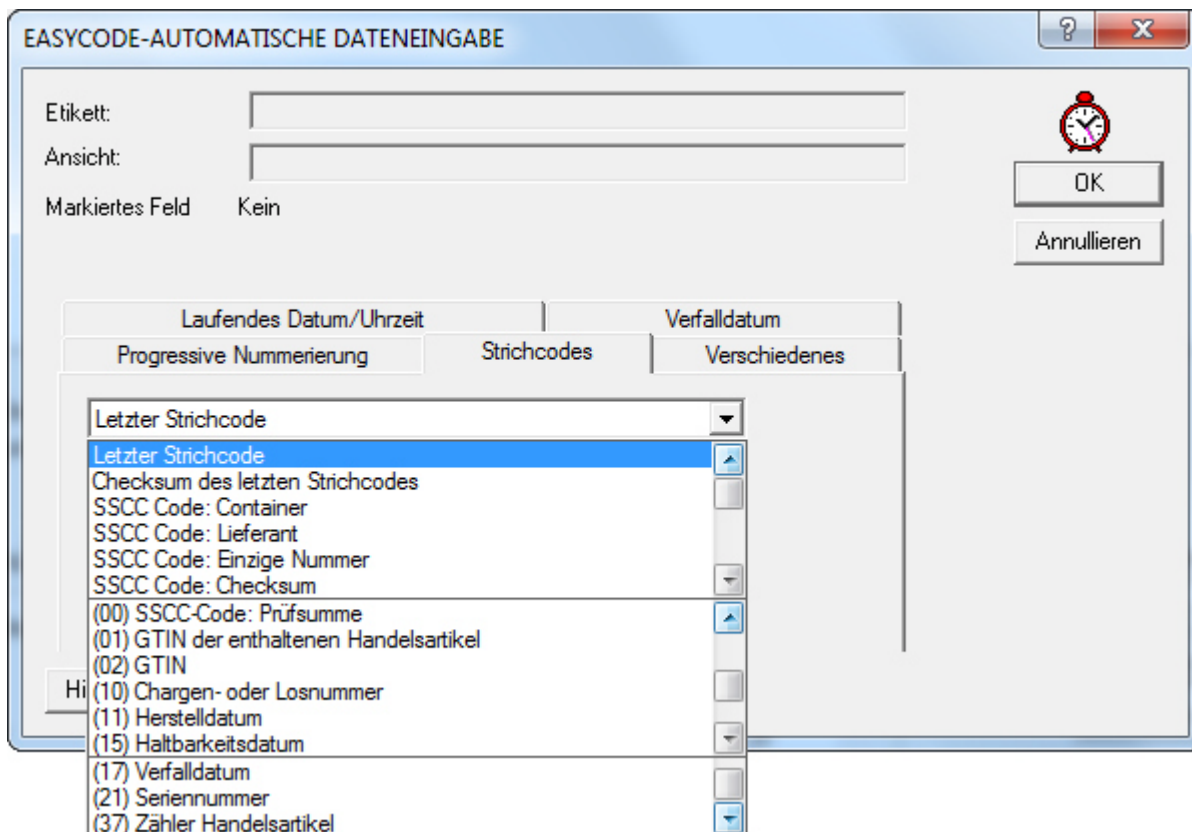 EASYCODE-AUTOMATISCHE DATENEINGABE
Etikett:
Ansicht:
Markiertes Feld Kein
OK
Annullieren
Laufendes Datum/Uhrzeit Verfalldatum
Progressive Nummerierung Strichcodes Verschiedenes
Letzter Strichcode
Letzter Strichcode
Checksum des letzten Strichcodes
SSCC Code: Container
SSCC Code: Lieferant
SSCC Code: Einzige Nummer
SSCC Code: Checksum
(00) SSCC-Code: Prüfsumme
(01) GTIN der enthaltenen Handelsartikel
(02) GTIN
Hi
(10) Chargen- oder Losnummer
(11) Herstelldatum
(15) Haltbarkeitsdatum
(17) Verfalldatum
(21) Seriennummer
(37) Zähler Handelsartikel